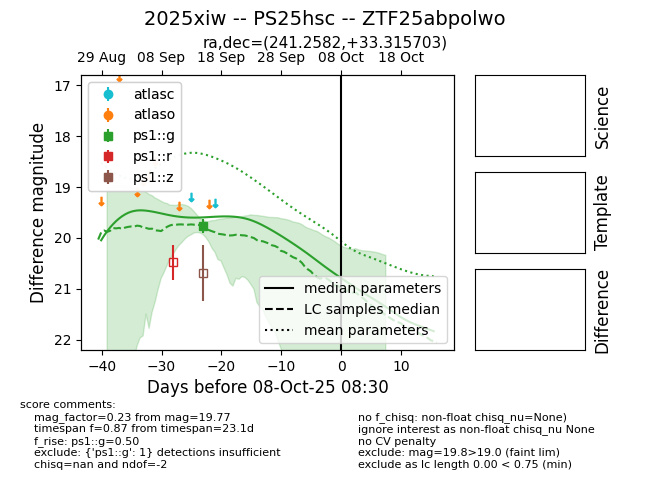 2025xiw -- PS25hsc -- ZTF25abpolwo
ra,dec=(241.2582,+33.315703)
29 Aug 08 Sep 18 Sep 28 Sep 08 Oct 18 Oct
17
18
19
20
21
22
Difference magnitude
atlasc
atlaso
ps1::g
ps1::r
ps1::z
median parameters
LC samples median
mean parameters
−40 −30 −20 −10 0 10
Days before 08-Oct-25 08:30
Science
Template
Difference
score comments:
mag_factor=0.23 from mag=19.77
timespan f=0.87 from timespan=23.1d
f_rise: ps1::g=0.50
exclude: {'ps1::g': 1} detections insufficient
chisq=nan and ndof=-2
no f_chisq: non-float chisq_nu=None)
ignore interest as non-float chisq_nu None
no CV penalty
exclude: mag=19.8>19.0 (faint lim)
exclude as lc length 0.00 < 0.75 (min)